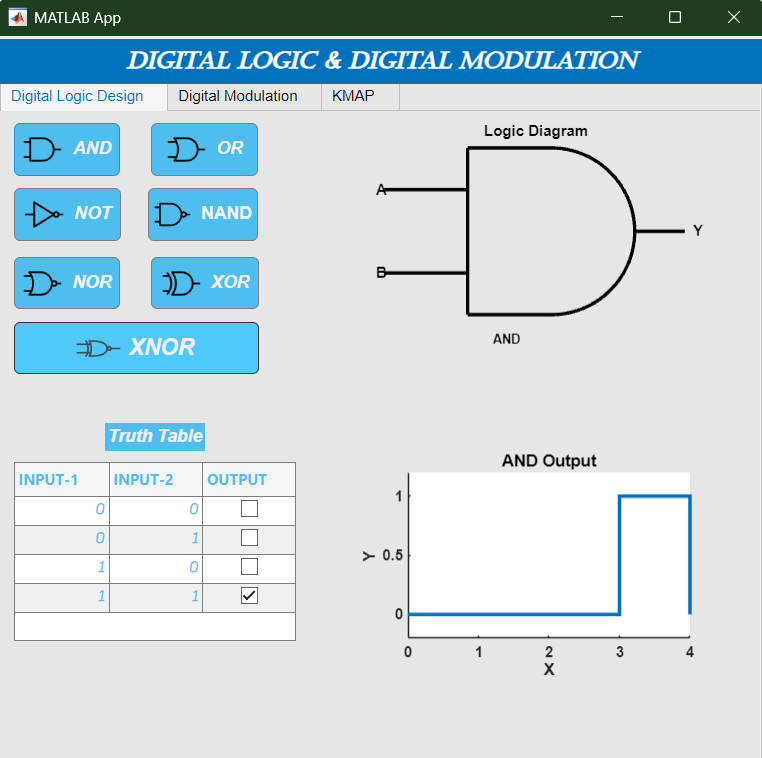 MATLAB App
DIGITAL LOGIC & DIGITAL MODULATION
Digital Logic Design Digital Modulation KMAP
AND OR
NOT NAND
NOR XOR
XNOR
Logic Diagram
A
B
Y
AND
Truth Table
INPUT-1 INPUT-2 OUTPUT
0 0
0 1
1 0
1 1
AND Output
Y
1
0.5
0
0 1 2 3 4
X